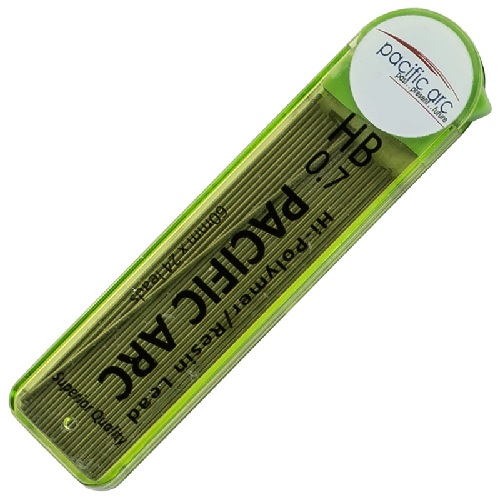 pacific arc
past . present . future
HB
0.7
60mm x 24 leads
PACIFIC ARC
Hi-Polymer/Resin Lead
Superior Quality